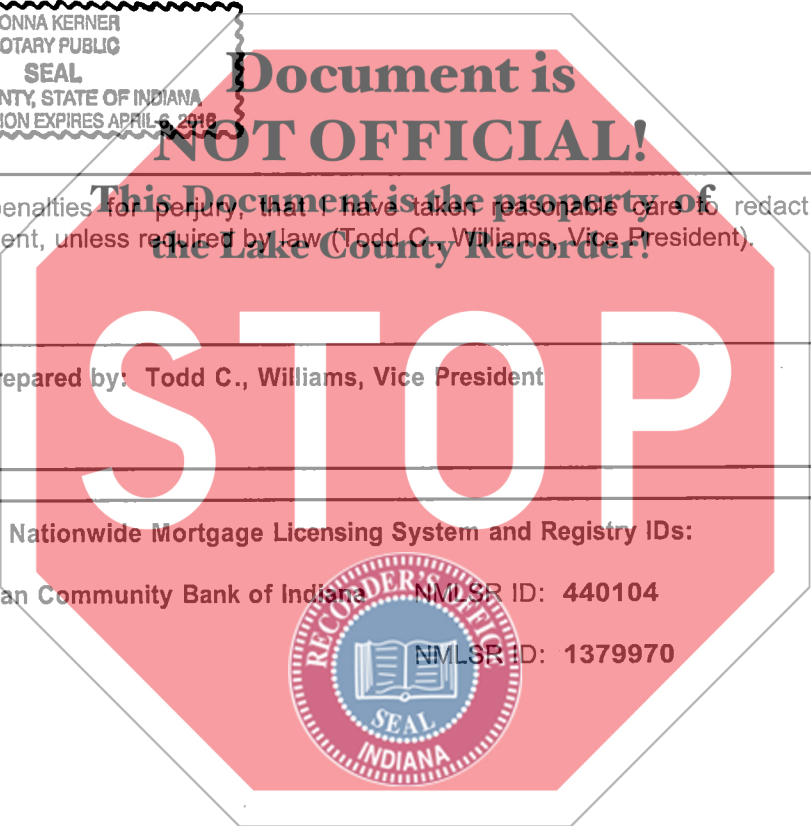 ONNA KERNER
OTARY PUBLIC
SEAL
NTY, STATE OF INDIANA
ION EXPIRES APRIL 6, 2016
Document is
NOT OFFICIAL!
This Document is the property of
the Lake County Recorder!
enalties for perjury, that I have taken reasonable care to redact
ent, unless required by law (Todd C., Williams, Vice President).
STOP
repared by: Todd C., Williams, Vice President
Nationwide Mortgage Licensing System and Registry IDs:
an Community Bank of Indiana NMLSR ID: 440104
NMLSR ID: 1379970
RECORDER'S OFFIC
SEAL
INDIANA